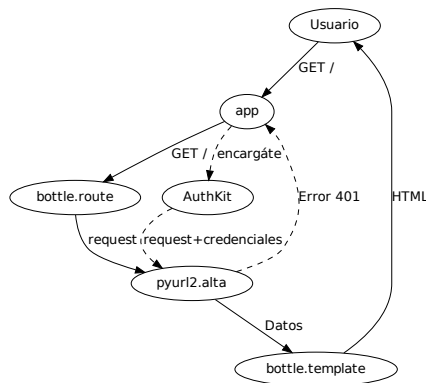 Usuario
GET /
app
GET /
encargáte
bottle.route
AuthKit
Error 401
HTML
request
request+credenciales
pyurl2.alta
Datos
bottle.template